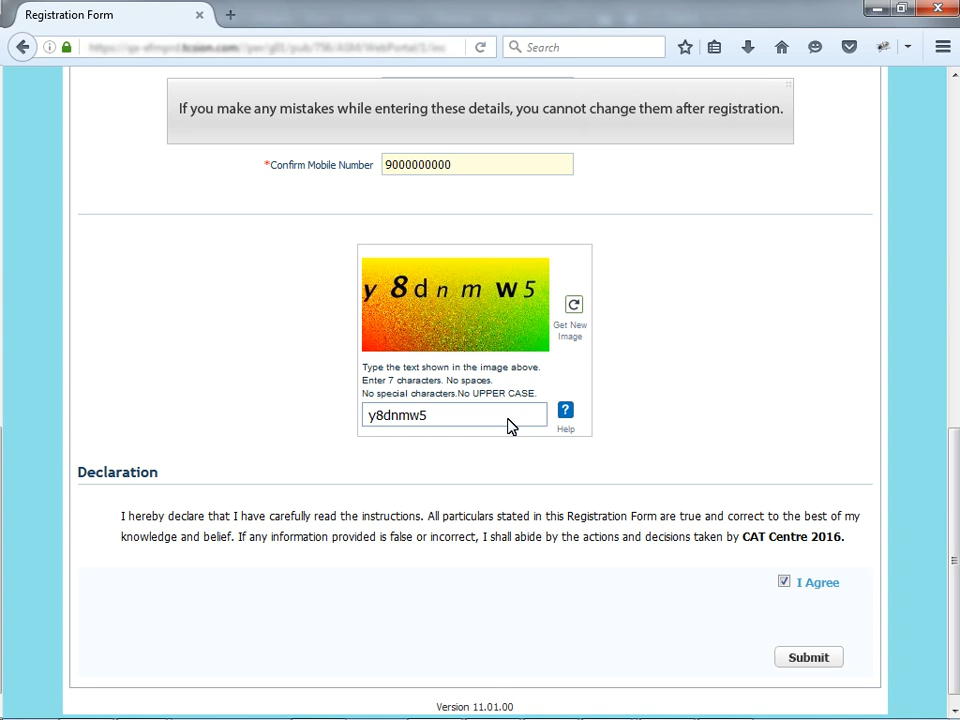 Registration Form
Search
If you make any mistakes while entering these details, you cannot change them after registration.
*Confirm Mobile Number 9000000000
y 8 d n m w 5
Get New
Image
Type the text shown in the image above.
Enter 7 characters. No spaces.
No special characters.No UPPER CASE.
y8dnmw5
?
Help
Declaration
I hereby declare that I have carefully read the instructions. All particulars stated in this Registration Form are true and correct to the best of my
knowledge and belief. If any information provided is false or incorrect, I shall abide by the actions and decisions taken by CAT Centre 2016.
I Agree
Submit
Version 11.01.00